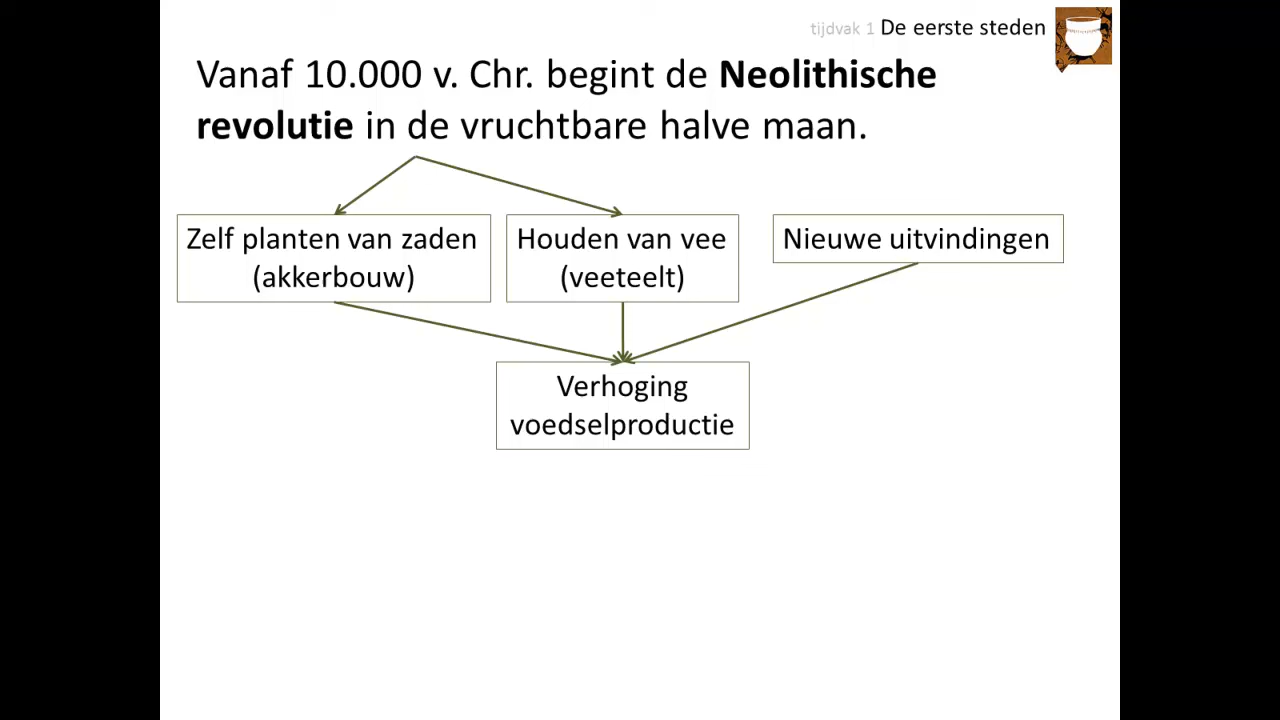 tijdvak 1 De eerste steden
Vanaf 10.000 v. Chr. begint de Neolithische
revolutie in de vruchtbare halve maan.
Zelf planten van zaden
(akkerbouw)
Houden van vee
(veeteelt)
Nieuwe uitvindingen
Verhoging
voedselproductie